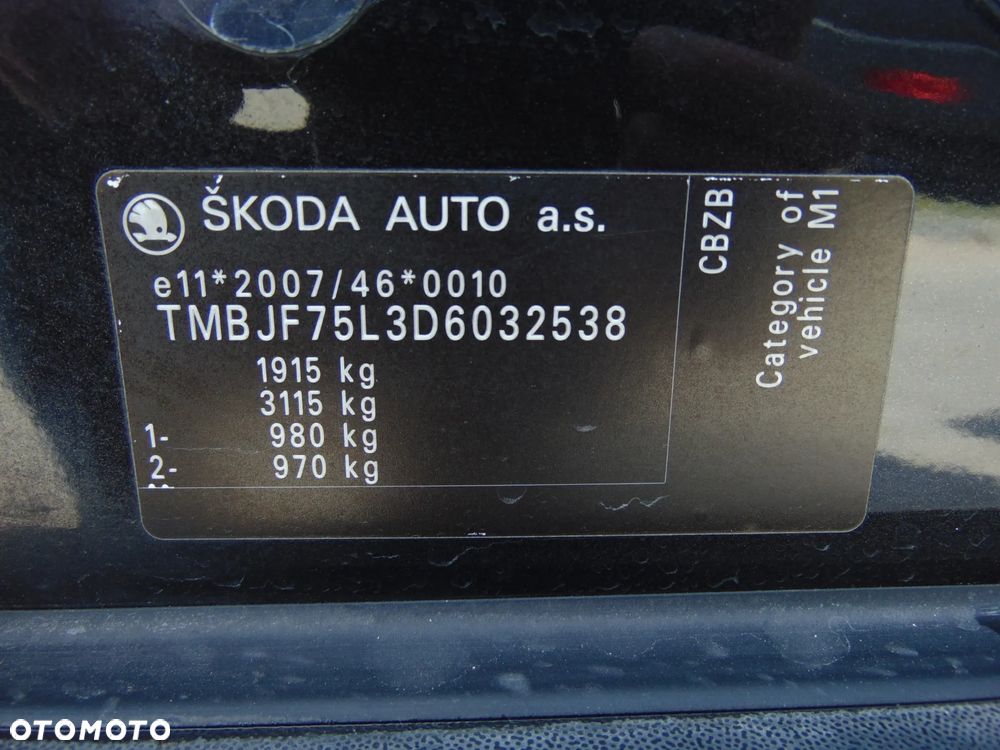 ŠKODA AUTO a.s.
e11*2007/46*0010
TMBJF75L3D6032538
1915 kg
3115 kg
1- 980 kg
2- 970 kg
CBZB
Category of
vehicle M1
OTOMOTO